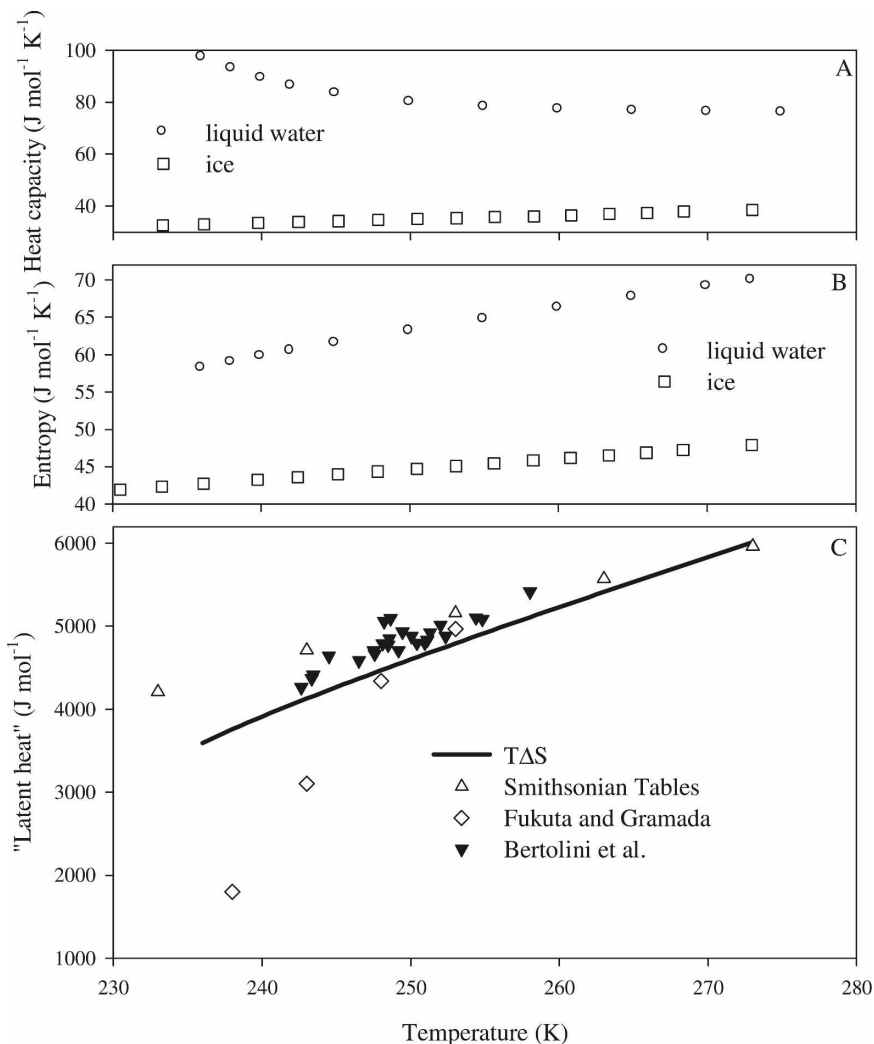 Heat capacity (J mol⁻¹ K⁻¹)
100
80
60
40
A
liquid water
ice
Entropy (J mol⁻¹ K⁻¹)
70
65
60
55
50
45
40
B
liquid water
ice
"Latent heat" (J mol⁻¹)
6000
5000
4000
3000
2000
1000
C
TΔS
Smithsonian Tables
Fukuta and Gramada
Bertolini et al.
230 240 250 260 270 280
Temperature (K)